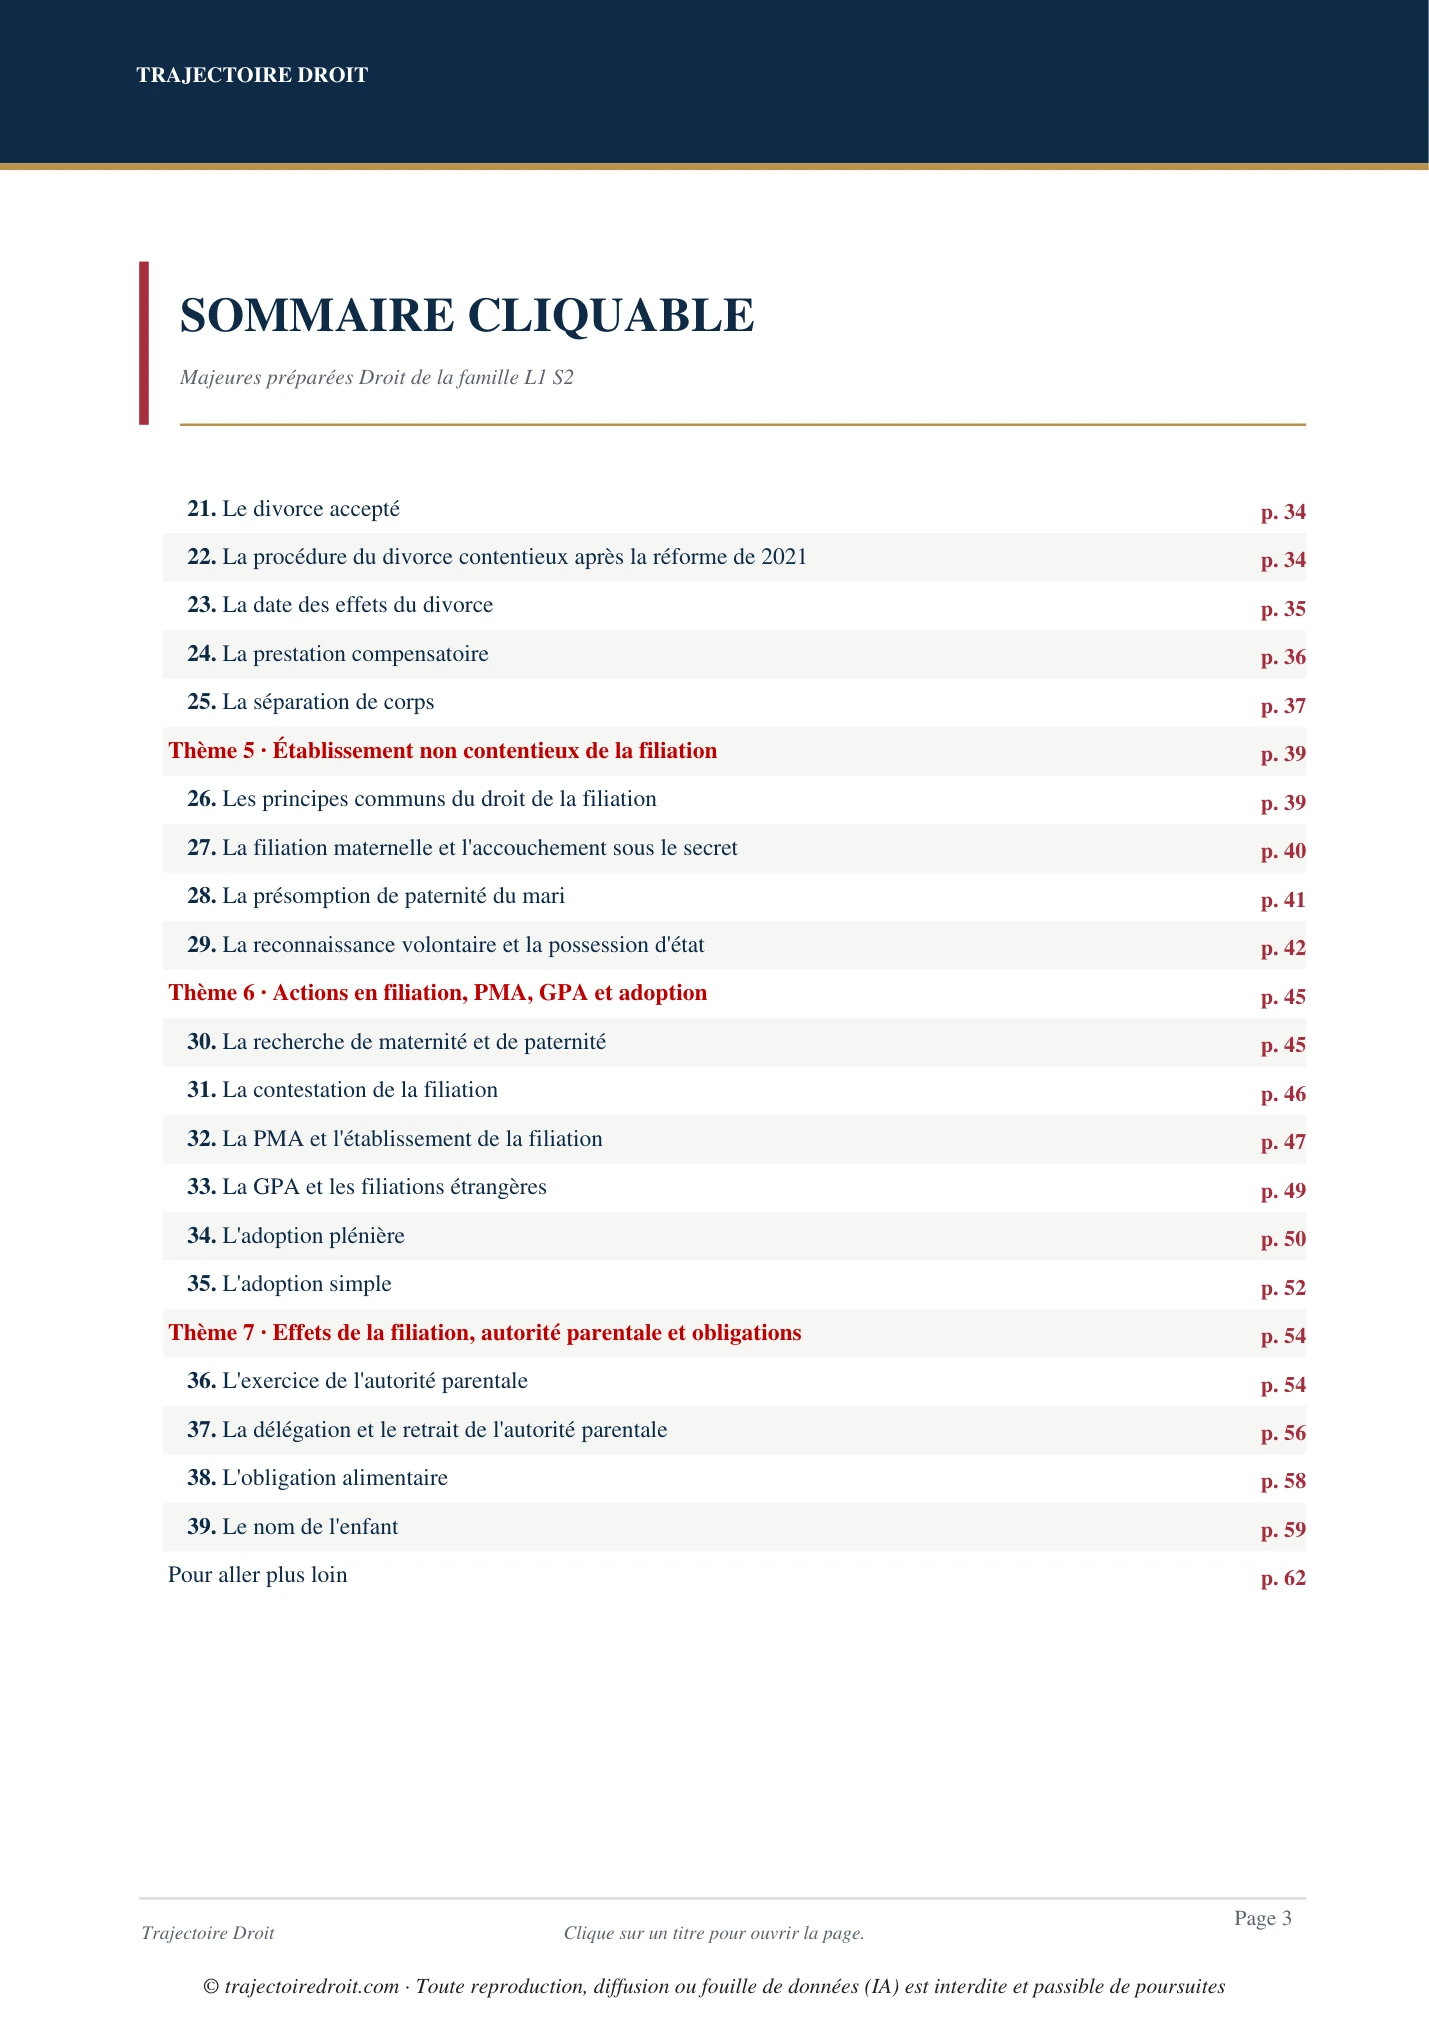 TRAJECTOIRE DROIT
SOMMAIRE CLIQUABLE
Majeures préparées Droit de la famille L1 S2
21. Le divorce accepté p. 34
22. La procédure du divorce contentieux après la réforme de 2021 p. 34
23. La date des effets du divorce p. 35
24. La prestation compensatoire p. 36
25. La séparation de corps p. 37
Thème 5 · Établissement non contentieux de la filiation p. 39
26. Les principes communs du droit de la filiation p. 39
27. La filiation maternelle et l'accouchement sous le secret p. 40
28. La présomption de paternité du mari p. 41
29. La reconnaissance volontaire et la possession d'état p. 42
Thème 6 · Actions en filiation, PMA, GPA et adoption p. 45
30. La recherche de maternité et de paternité p. 45
31. La contestation de la filiation p. 46
32. La PMA et l'établissement de la filiation p. 47
33. La GPA et les filiations étrangères p. 49
34. L'adoption plénière p. 50
35. L'adoption simple p. 52
Thème 7 · Effets de la filiation, autorité parentale et obligations p. 54
36. L'exercice de l'autorité parentale p. 54
37. La délégation et le retrait de l'autorité parentale p. 56
38. L'obligation alimentaire p. 58
39. Le nom de l'enfant p. 59
Pour aller plus loin p. 62
Trajectoire Droit Clique sur un titre pour ouvrir la page. Page 3
© trajectoiredroit.com · Toute reproduction, diffusion ou fouille de données (IA) est interdite et passible de poursuites